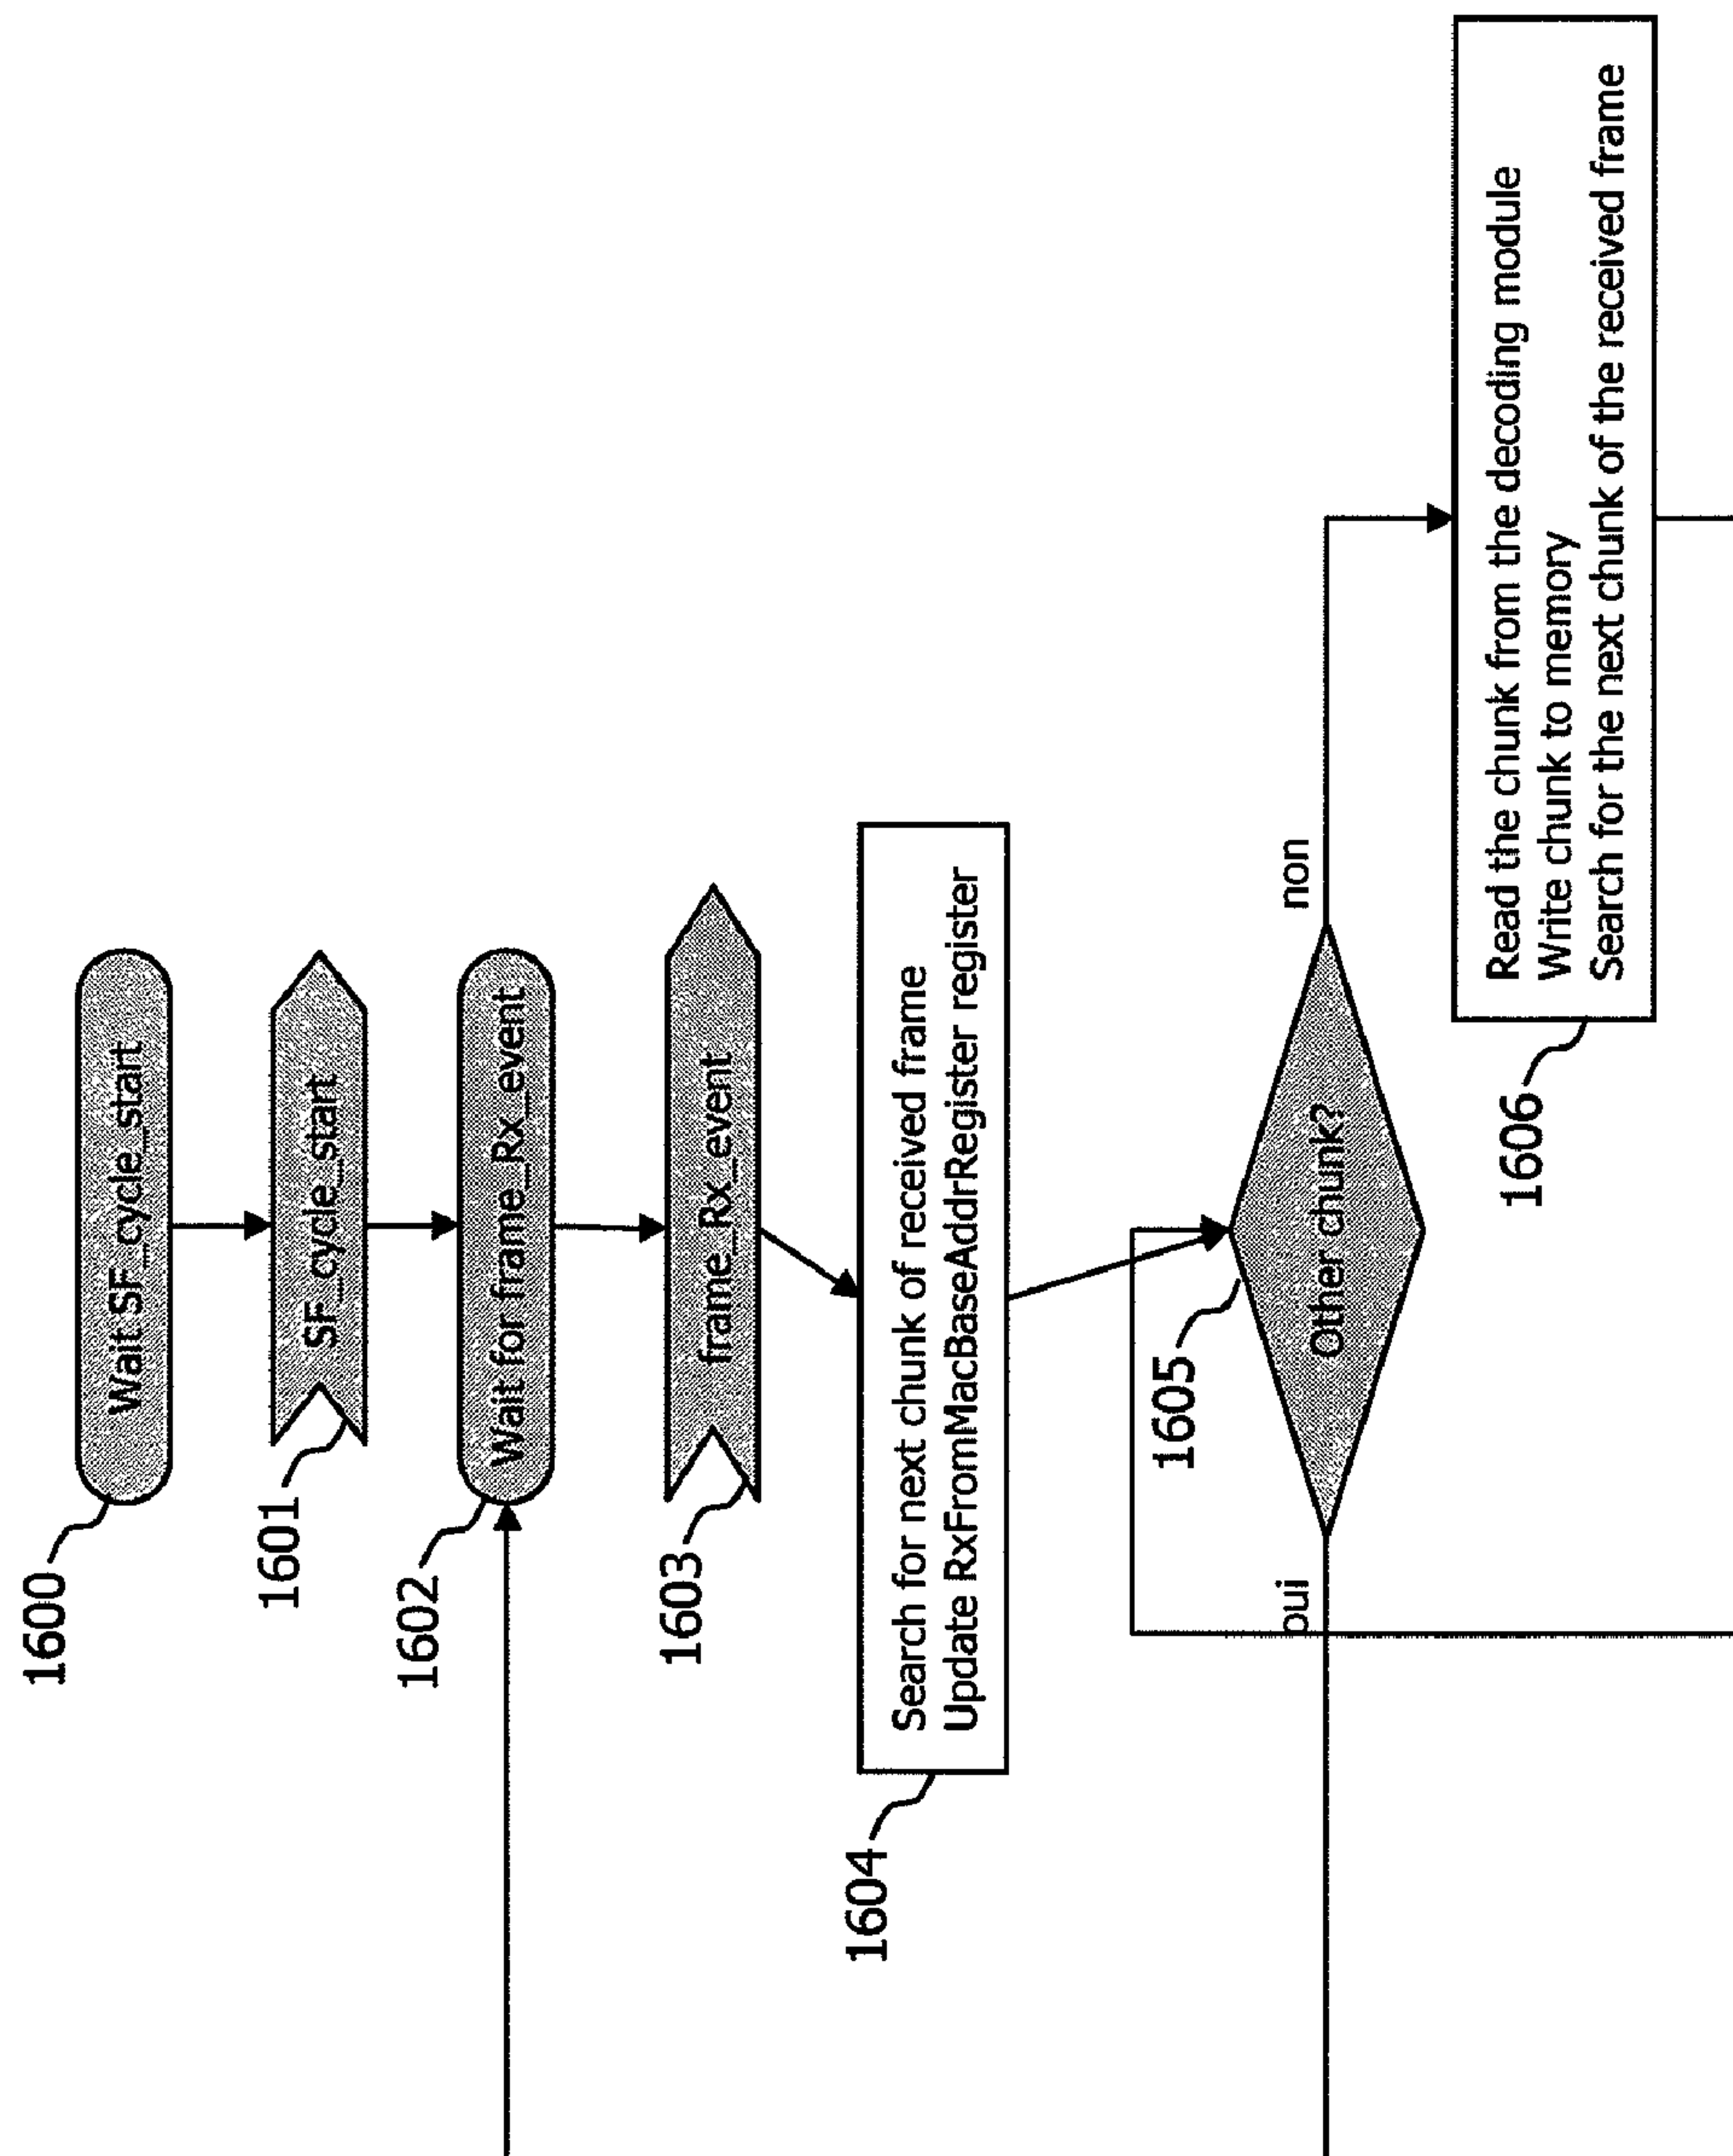 1600
Wait SF_cycle_start
1601
SF_cycle_start
1602
Wait for frame_Rx_event
1603
frame_Rx_event
1604
Search for next chunk of received frame
Update RxFromMacBaseAddrRegister register
1605
Other chunk?
oui
non
1606
Read the chunk from the decoding module
Write chunk to memory
Search for the next chunk of the received frame